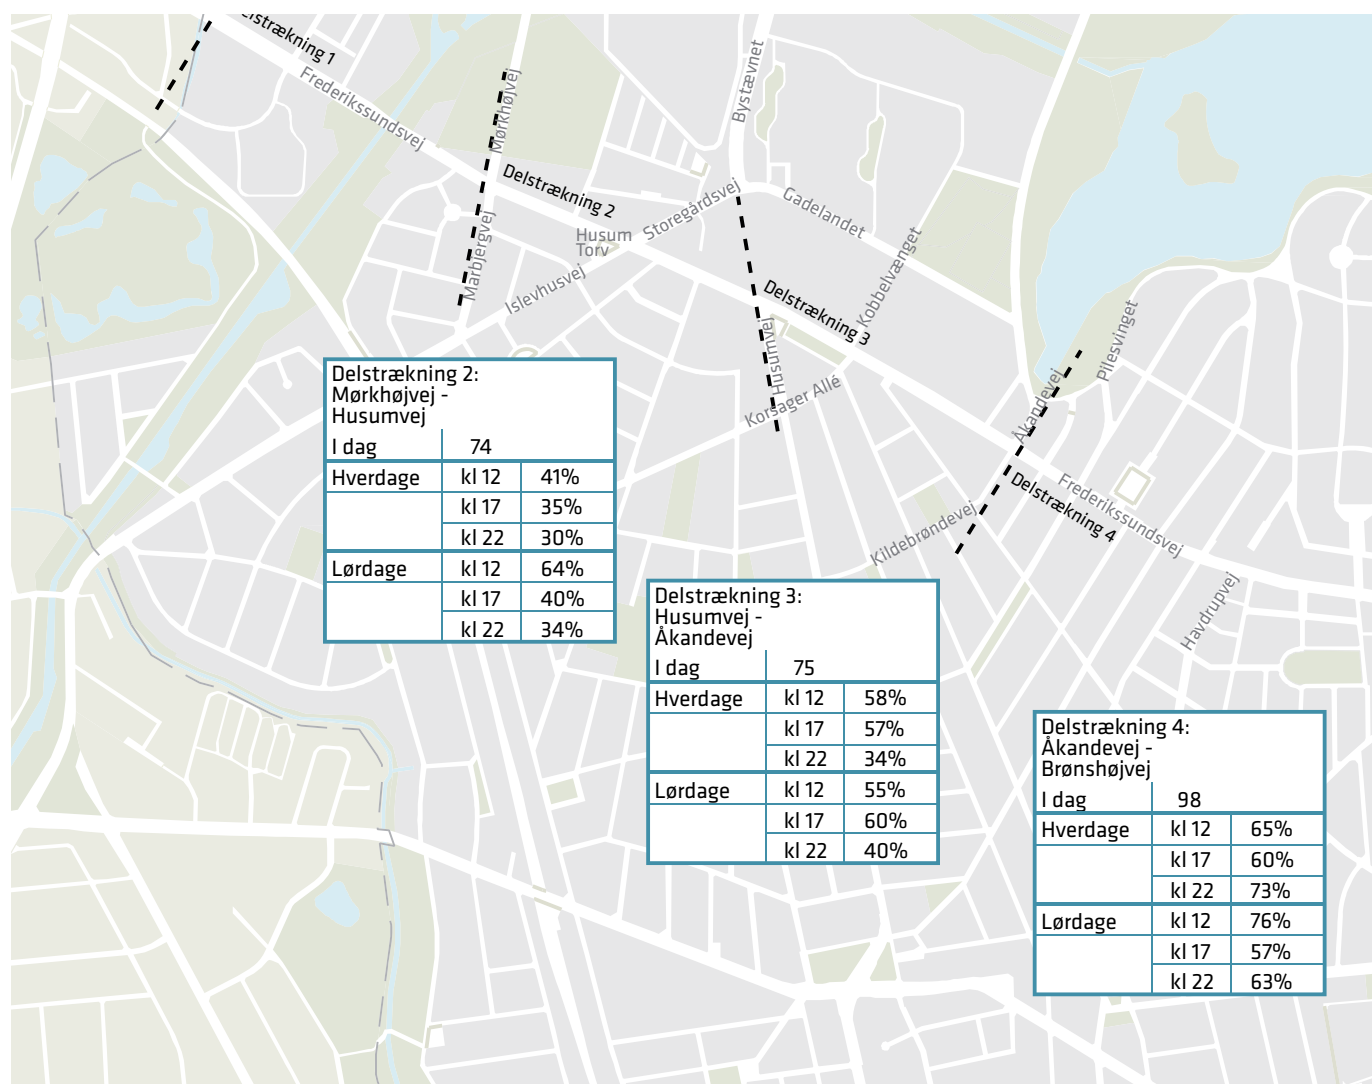 Delstrækning 1
Frederikssundsvej
Mørkhøjvej
Bystævnet
Delstrækning 2
Storegårdsvej
Gadelandet
Husum
Torv
Marbjergvej
Islevhusvej
Kobbelvænget
Delstrækning 3
Husumvej
Korsager Allé
Pilesvinget
Åkandevej
Delstrækning 4
Frederikssundsvej
Kildebrøndevej
Havdrupvej
Delstrækning 2:
Mørkhøjvej -
Husumvej
I dag 74
Hverdage kl 12 41%
kl 17 35%
kl 22 30%
Lørdage kl 12 64%
kl 17 40%
kl 22 34%
Delstrækning 3:
Husumvej -
Åkandevej
I dag 75
Hverdage kl 12 58%
kl 17 57%
kl 22 34%
Lørdage kl 12 55%
kl 17 60%
kl 22 40%
Delstrækning 4:
Åkandevej -
Brønshøjvej
I dag 98
Hverdage kl 12 65%
kl 17 60%
kl 22 73%
Lørdage kl 12 76%
kl 17 57%
kl 22 63%